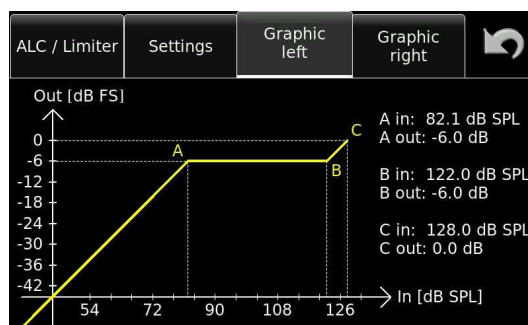 ALC / Limiter
Settings
Graphic
left
Graphic
right
Out [dB FS]
0
-6
-12
-18
-24
-30
-36
-42
A
B
C
54 72 90 108 126
In [dB SPL]
A in: 82.1 dB SPL
A out: -6.0 dB
B in: 122.0 dB SPL
B out: -6.0 dB
C in: 128.0 dB SPL
C out: 0.0 dB